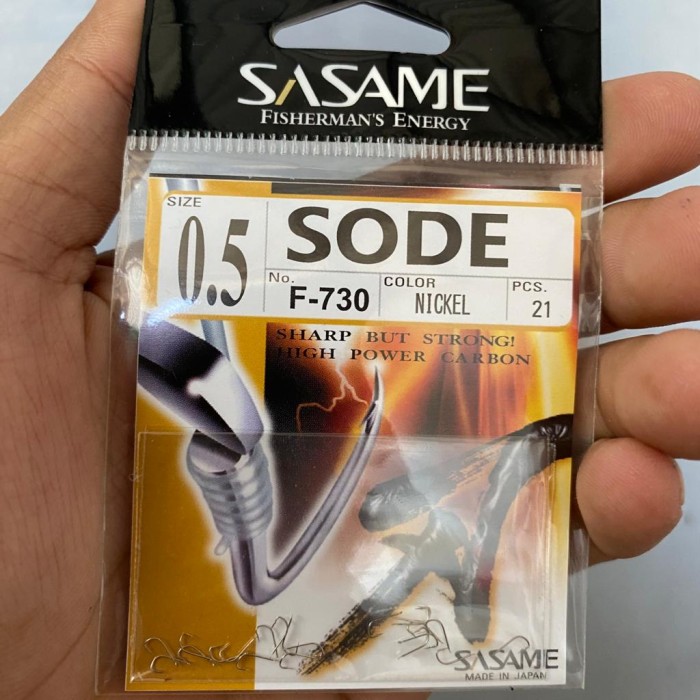 SASAME
FISHERMAN'S ENERGY
SIZE
0.5
SODE
No.
F-730
COLOR
NICKEL
PCS.
21
SHARP BUT STRONG!
HIGH POWER CARBON
SASAME
MADE IN JAPAN